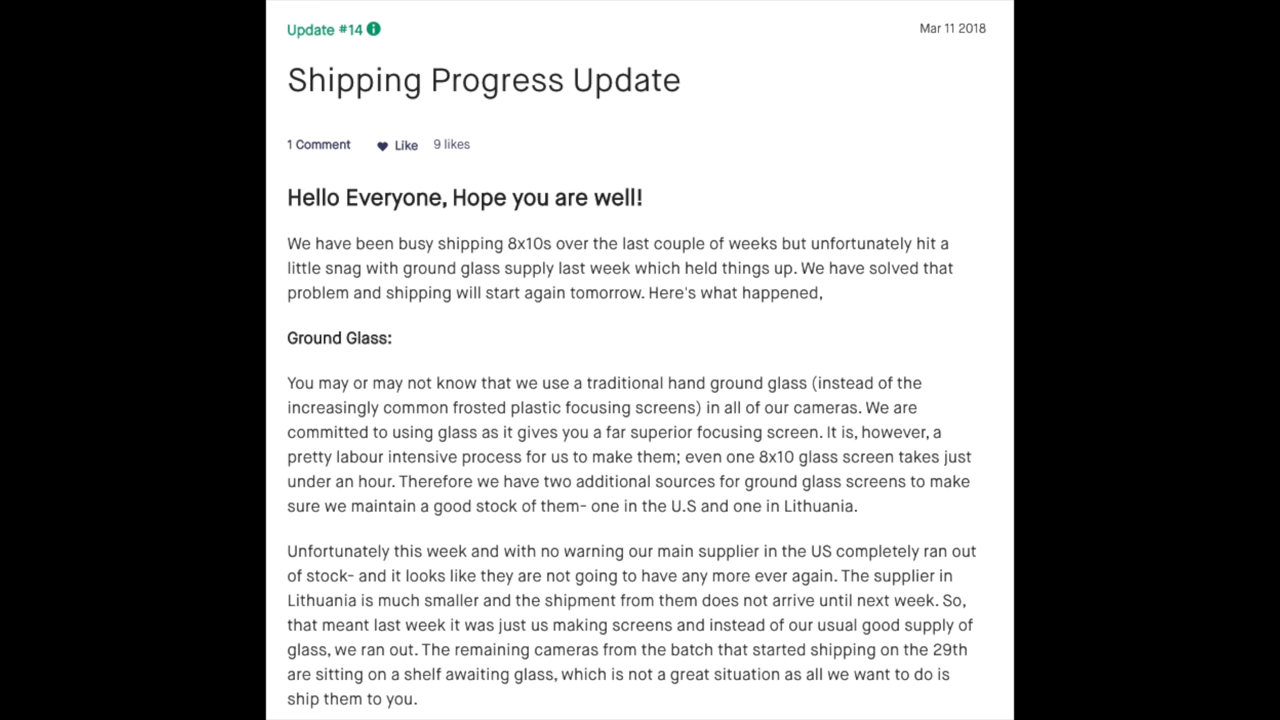 Update #14
Mar 11 2018
Shipping Progress Update
1 Comment Like 9 likes
Hello Everyone, Hope you are well!
We have been busy shipping 8x10s over the last couple of weeks but unfortunately hit a
little snag with ground glass supply last week which held things up. We have solved that
problem and shipping will start again tomorrow. Here's what happened,
Ground Glass:
You may or may not know that we use a traditional hand ground glass (instead of the
increasingly common frosted plastic focusing screens) in all of our cameras. We are
committed to using glass as it gives you a far superior focusing screen. It is, however, a
pretty labour intensive process for us to make them; even one 8x10 glass screen takes just
under an hour. Therefore we have two additional sources for ground glass screens to make
sure we maintain a good stock of them- one in the U.S and one in Lithuania.
Unfortunately this week and with no warning our main supplier in the US completely ran out
of stock- and it looks like they are not going to have any more ever again. The supplier in
Lithuania is much smaller and the shipment from them does not arrive until next week. So,
that meant last week it was just us making screens and instead of our usual good supply of
glass, we ran out. The remaining cameras from the batch that started shipping on the 29th
are sitting on a shelf awaiting glass, which is not a great situation as all we want to do is
ship them to you.